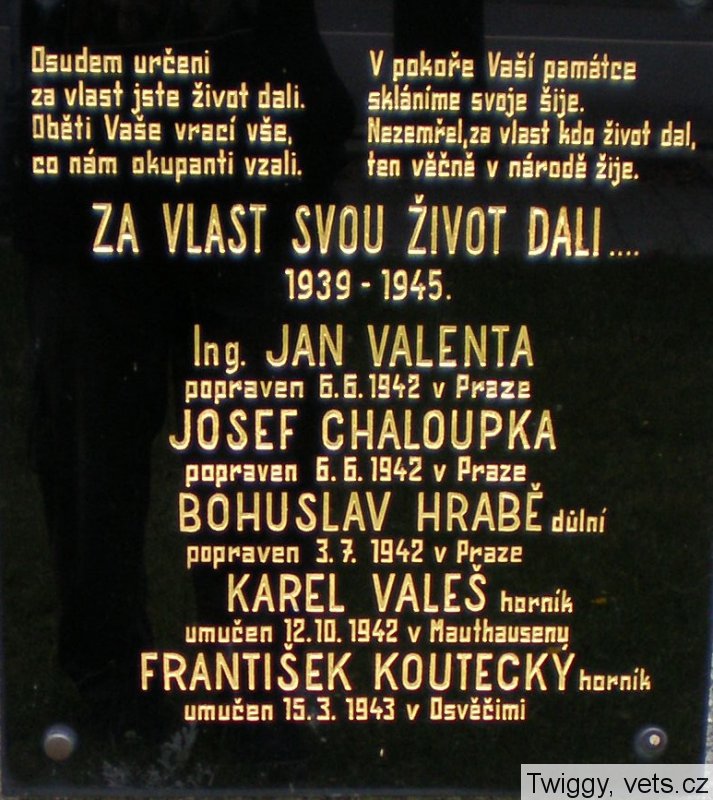 Osudem určeni
za vlast jste život dali.
Oběti Vaše vrací vše,
co nám okupanti vzali.
V pokoře Vaší památce
skláníme svoje šije.
Nezemřel, za vlast kdo život dal,
ten věčně v národě žije.
ZA VLAST SVOU ŽIVOT DALI....
1939 - 1945.
Ing. JAN VALENTA
popraven 6.6.1942 v Praze
JOSEF CHALOUPKA
popraven 6.6.1942 v Praze
BOHUSLAV HRABĚ důlní
popraven 3.7. 1942 v Praze
KAREL VALEŠ horník
umučen 12.10.1942 v Mauthauseny
FRANTIŠEK KOUTECKÝ horník
umučen 15.3. 1943 v Osvěčimi
Twiggy, vets.cz